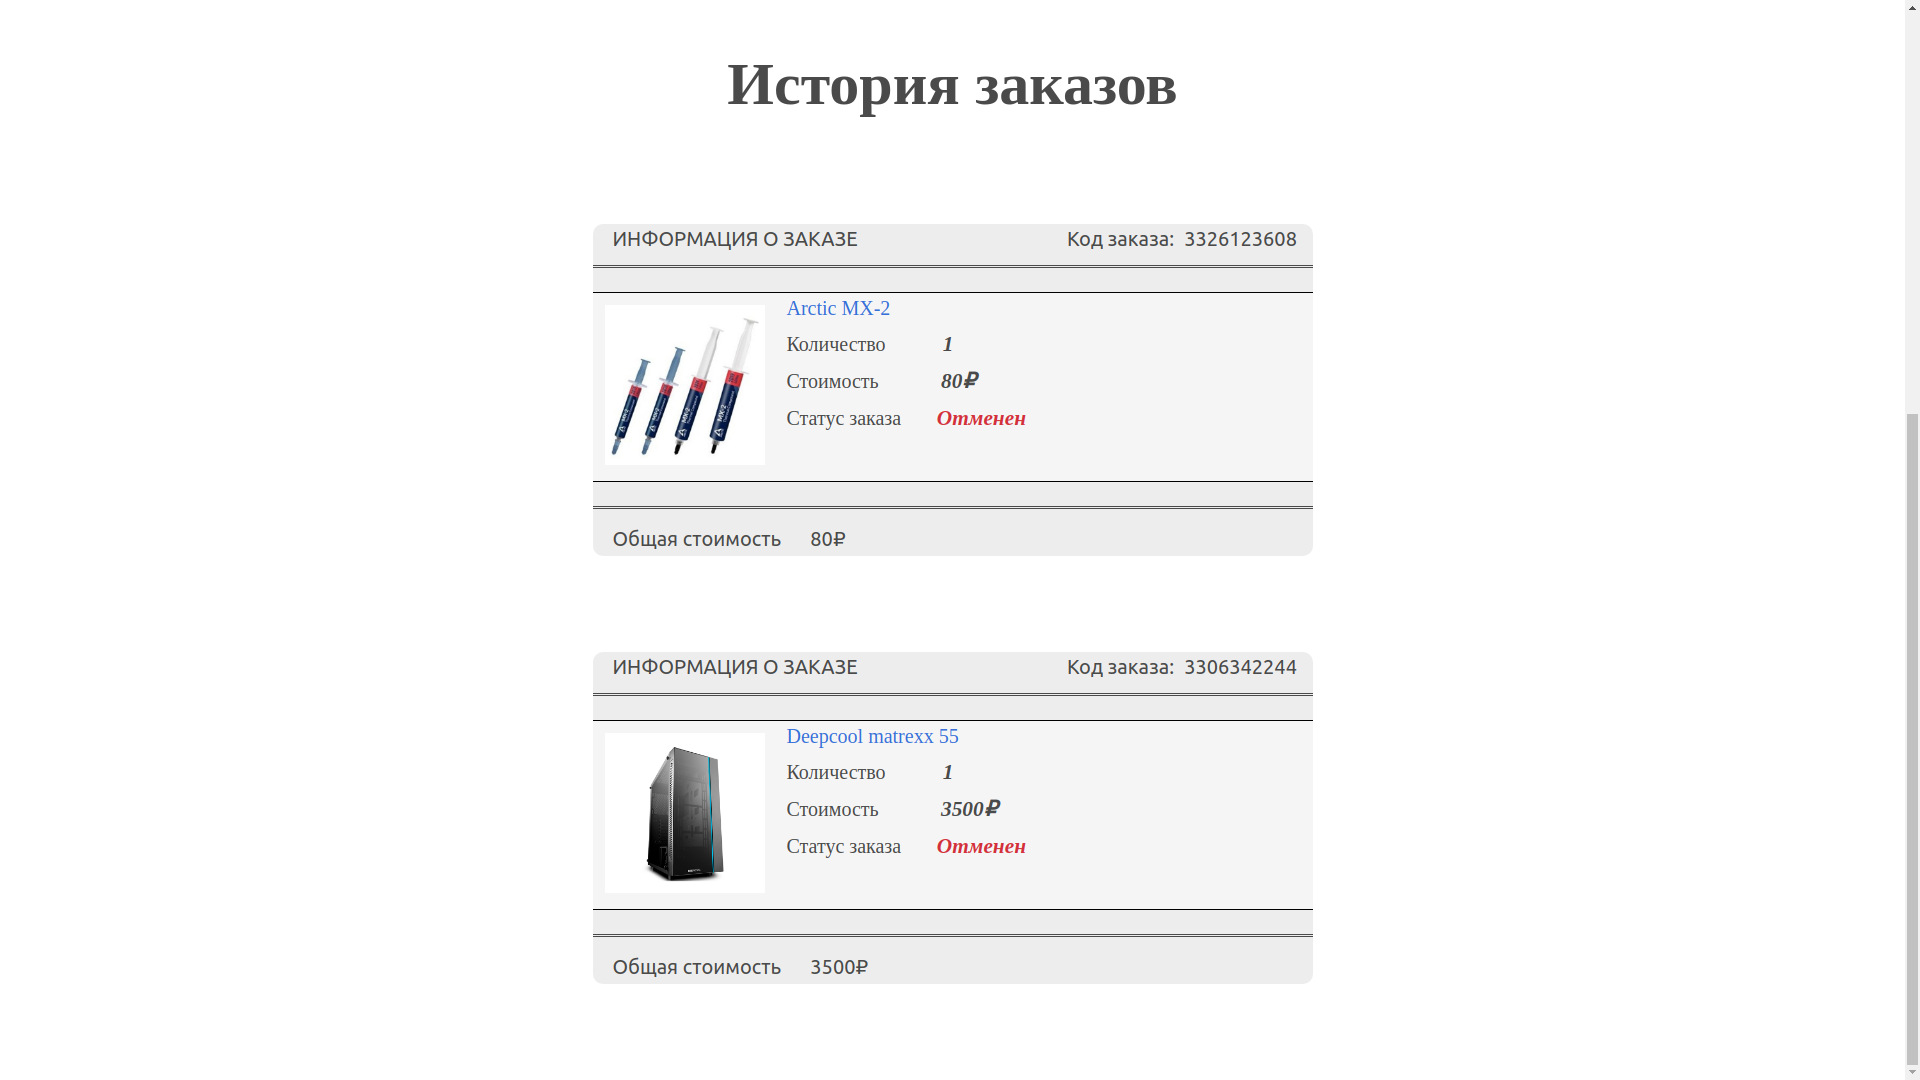 История заказов
ИНФОРМАЦИЯ О ЗАКАЗЕ Код заказа: 3326123608
Arctic MX-2
Количество 1
Стоимость 80₽
Статус заказа Отменен
Общая стоимость 80₽
ИНФОРМАЦИЯ О ЗАКАЗЕ Код заказа: 3306342244
Deepcool matrexx 55
Количество 1
Стоимость 3500₽
Статус заказа Отменен
Общая стоимость 3500₽